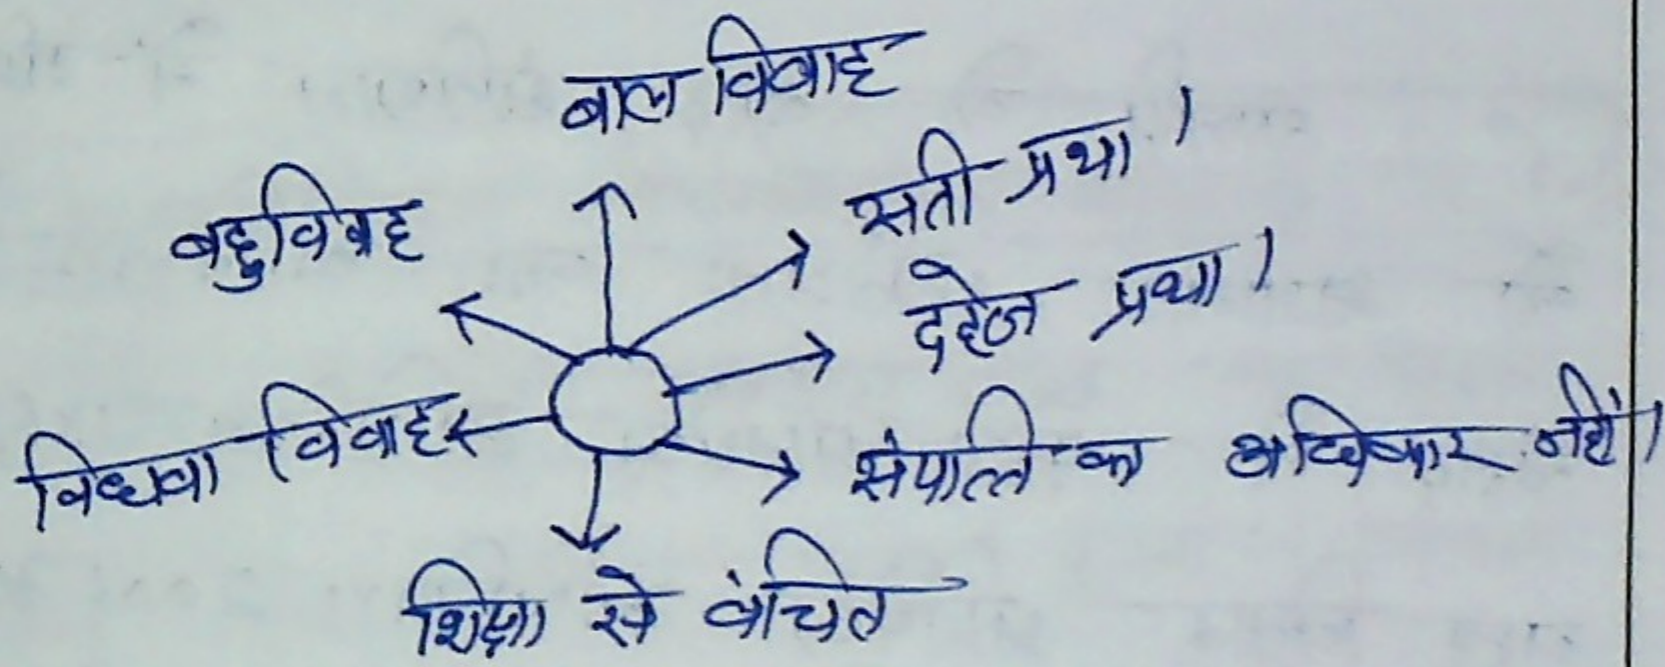 बाल विवाह
सती प्रथा।
बहुविवाह
दहेज प्रथा।
विधवा विवाह
संपत्ति का अधिकार नहीं।
शिक्षा से वंचित